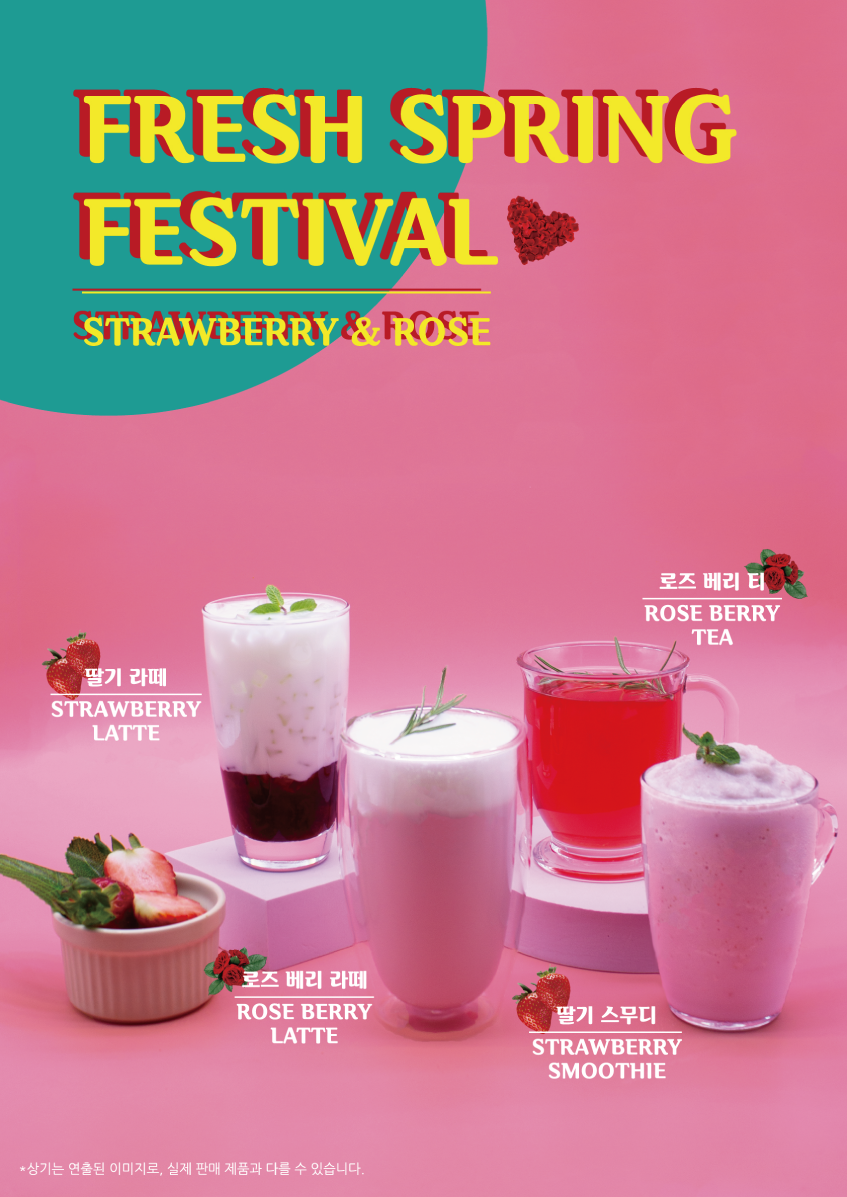 FRESH SPRING
FESTIVAL
STRAWBERRY & ROSE
로즈 베리 티
ROSE BERRY
TEA
딸기 라떼
STRAWBERRY
LATTE
로즈 베리 라떼
ROSE BERRY
LATTE
딸기 스무디
STRAWBERRY
SMOOTHIE
*상기는 연출된 이미지로, 실제 판매 제품과 다를 수 있습니다.